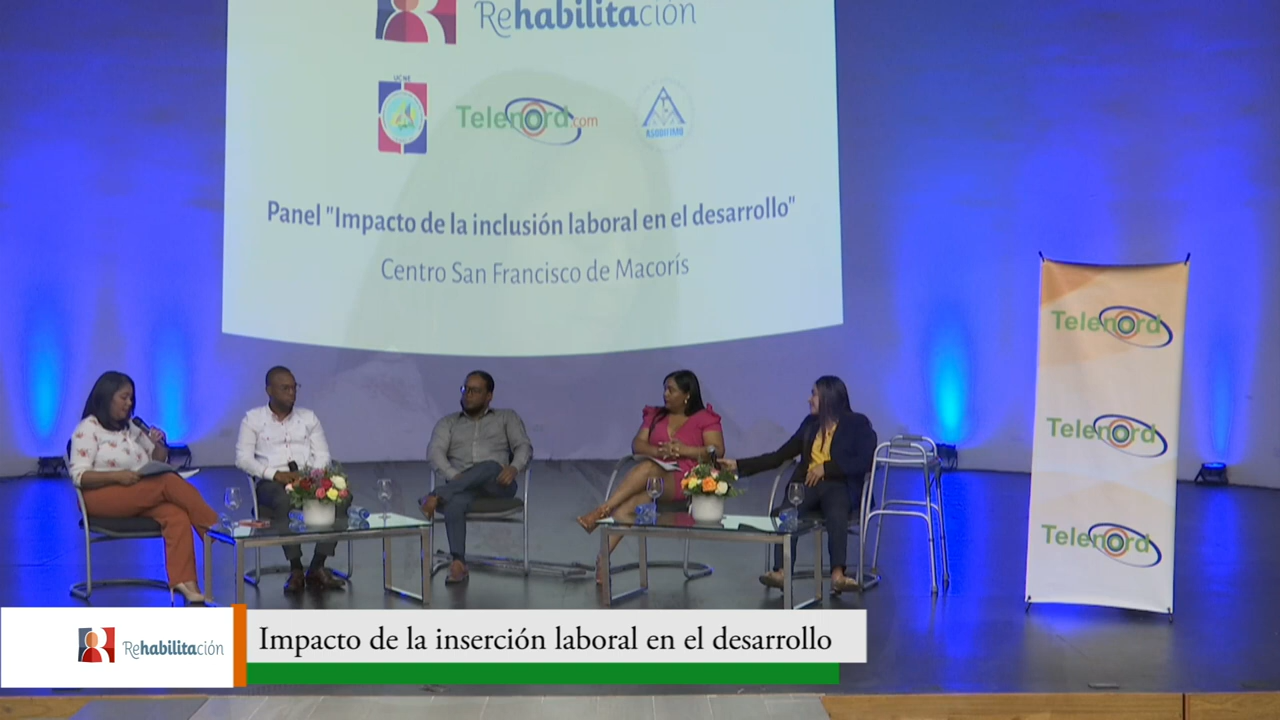 Rehabilitación
UCNE
Telenord.com
ASODIFIMO
Panel "Impacto de la inclusión laboral en el desarrollo"
Centro San Francisco de Macorís
Telenord
Telenord
Telenord
Rehabilitación
Impacto de la inserción laboral en el desarrollo